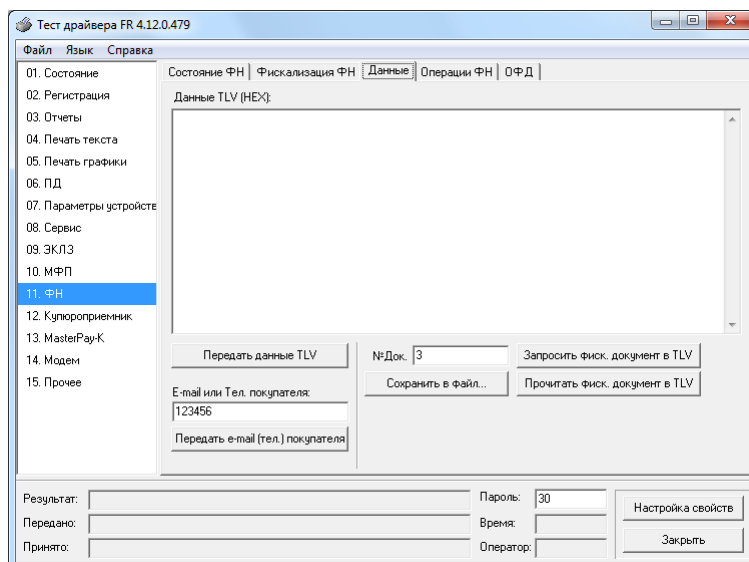 Тест драйвера FR 4.12.0.479
Файл Язык Справка
01. Состояние
02. Регистрация
03. Отчеты
04. Печать текста
05. Печать графики
06. ПД
07. Параметры устройств
08. Сервис
09. ЭКЛЗ
10. МФП
11. ФН
12. Купюроприемник
13. MasterPay-К
14. Модем
15. Прочее
Состояние ФН Фискализация ФН Данные Операции ФН ОФД
Данные TLV (HEX):
Передать данные TLV
№Док. 3
Запросить фиск. документ в TLV
Сохранить в файл...
Прочитать фиск. документ в TLV
E-mail или Тел. покупателя:
123456
Передать e-mail (тел.) покупателя
Результат:
Пароль: 30
Настройка свойств
Передано:
Время:
Принято:
Оператор:
Закрыть